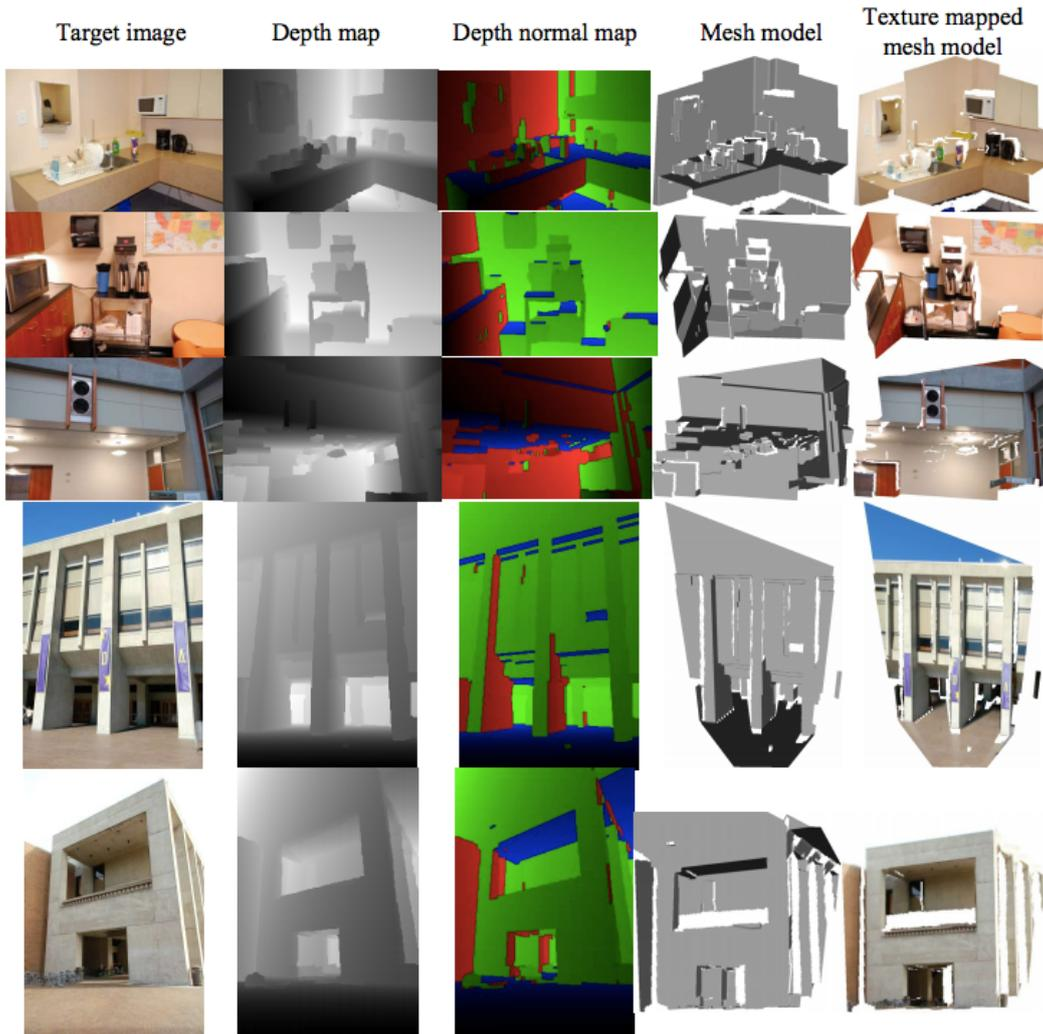 Target image
Depth map
Depth normal map
Mesh model
Texture mapped
mesh model
D
A